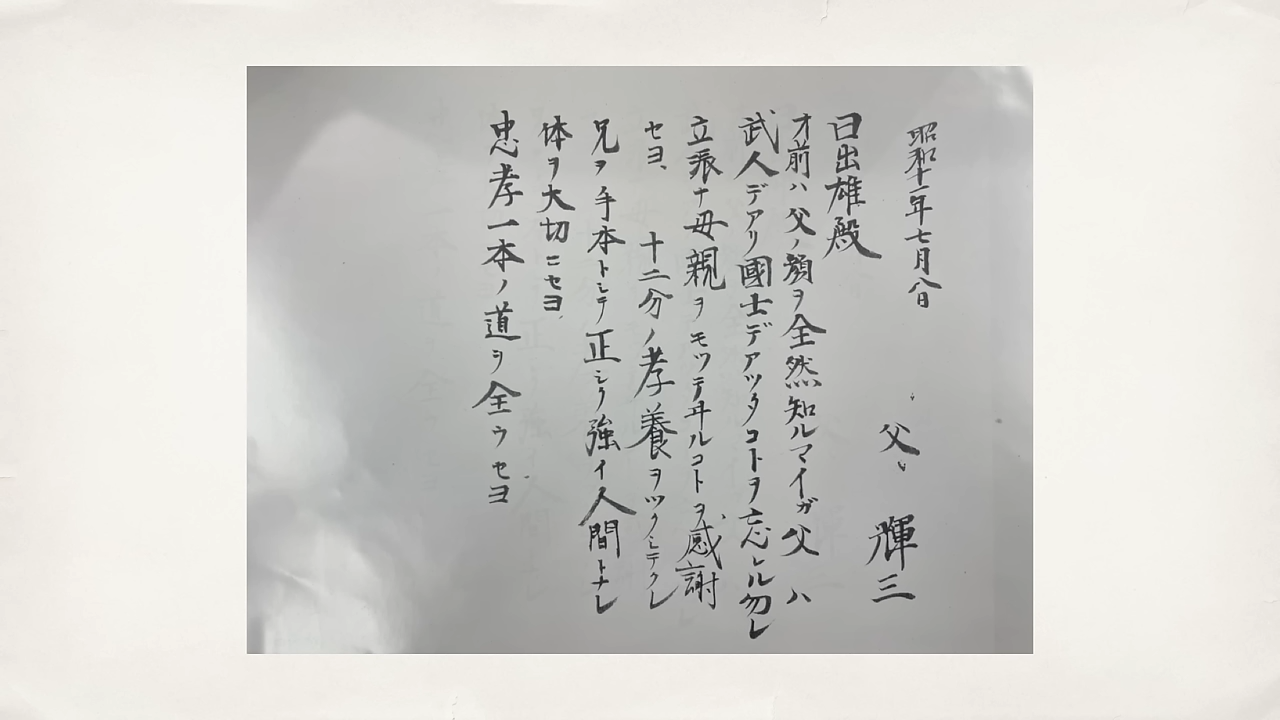 昭和十一年七月八日
父 輝三
日出雄殿
オ前ハ父ノ顔ヲ全然知ルマイガ父ハ
武人デアリ國士デアツタコトヲ忘レル勿レ
立派ナ母親ヲモツテヰルコトヲ感謝
セヨ、十二分ノ孝養ヲツクシテクレ
兄ヲ手本トシテ正シク強イ人間トナレ
体ヲ大切ニセヨ
忠孝一本ノ道ヲ全ウセヨ